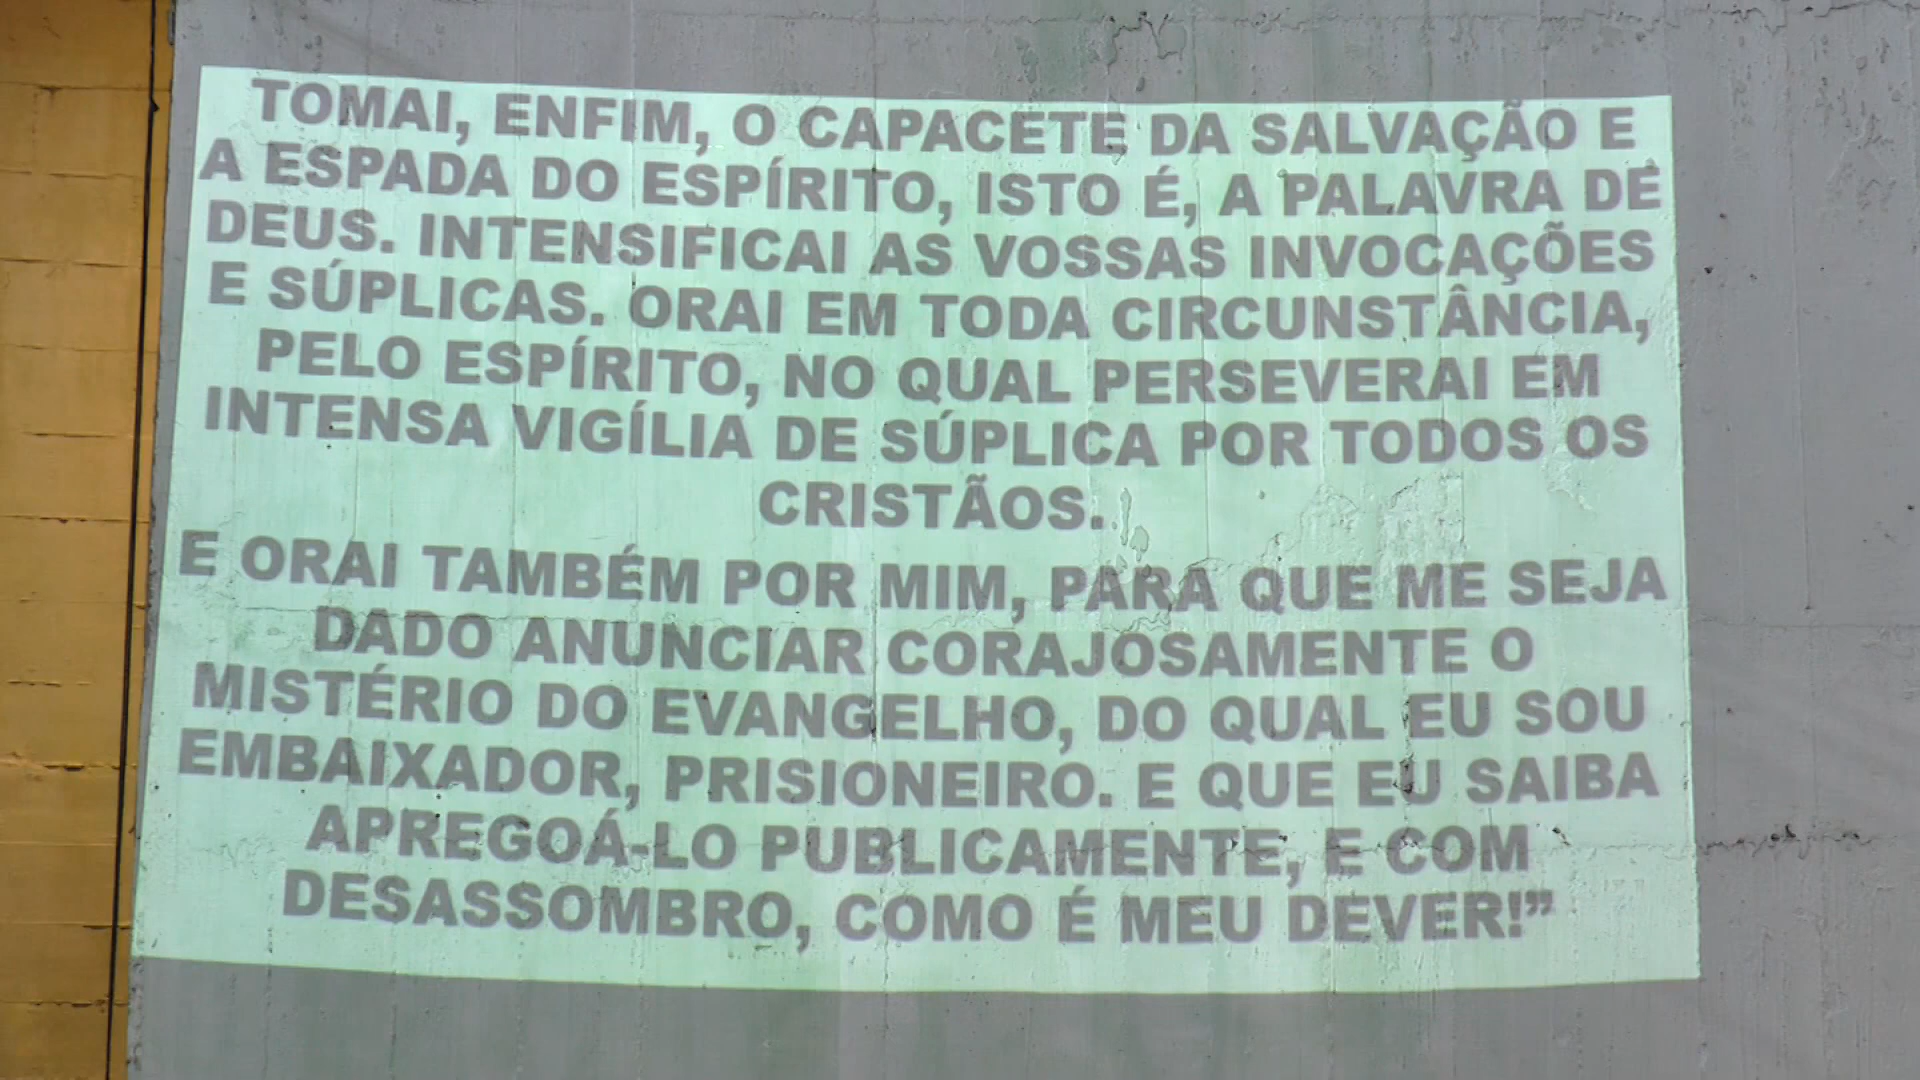 TOMAI, ENFIM, O CAPACETE DA SALVAÇÃO E
A ESPADA DO ESPÍRITO, ISTO É, A PALAVRA DE
DEUS. INTENSIFICAI AS VOSSAS INVOCAÇÕES
E SÚPLICAS. ORAI EM TODA CIRCUNSTÂNCIA,
PELO ESPÍRITO, NO QUAL PERSEVERAI EM
INTENSA VIGÍLIA DE SÚPLICA POR TODOS OS
CRISTÃOS.
E ORAI TAMBÉM POR MIM, PARA QUE ME SEJA
DADO ANUNCIAR CORAJOSAMENTE O
MISTÉRIO DO EVANGELHO, DO QUAL EU SOU
EMBAIXADOR, PRISIONEIRO. E QUE EU SAIBA
APREGOÁ-LO PUBLICAMENTE, E COM
DESASSOMBRO, COMO É MEU DEVER!”